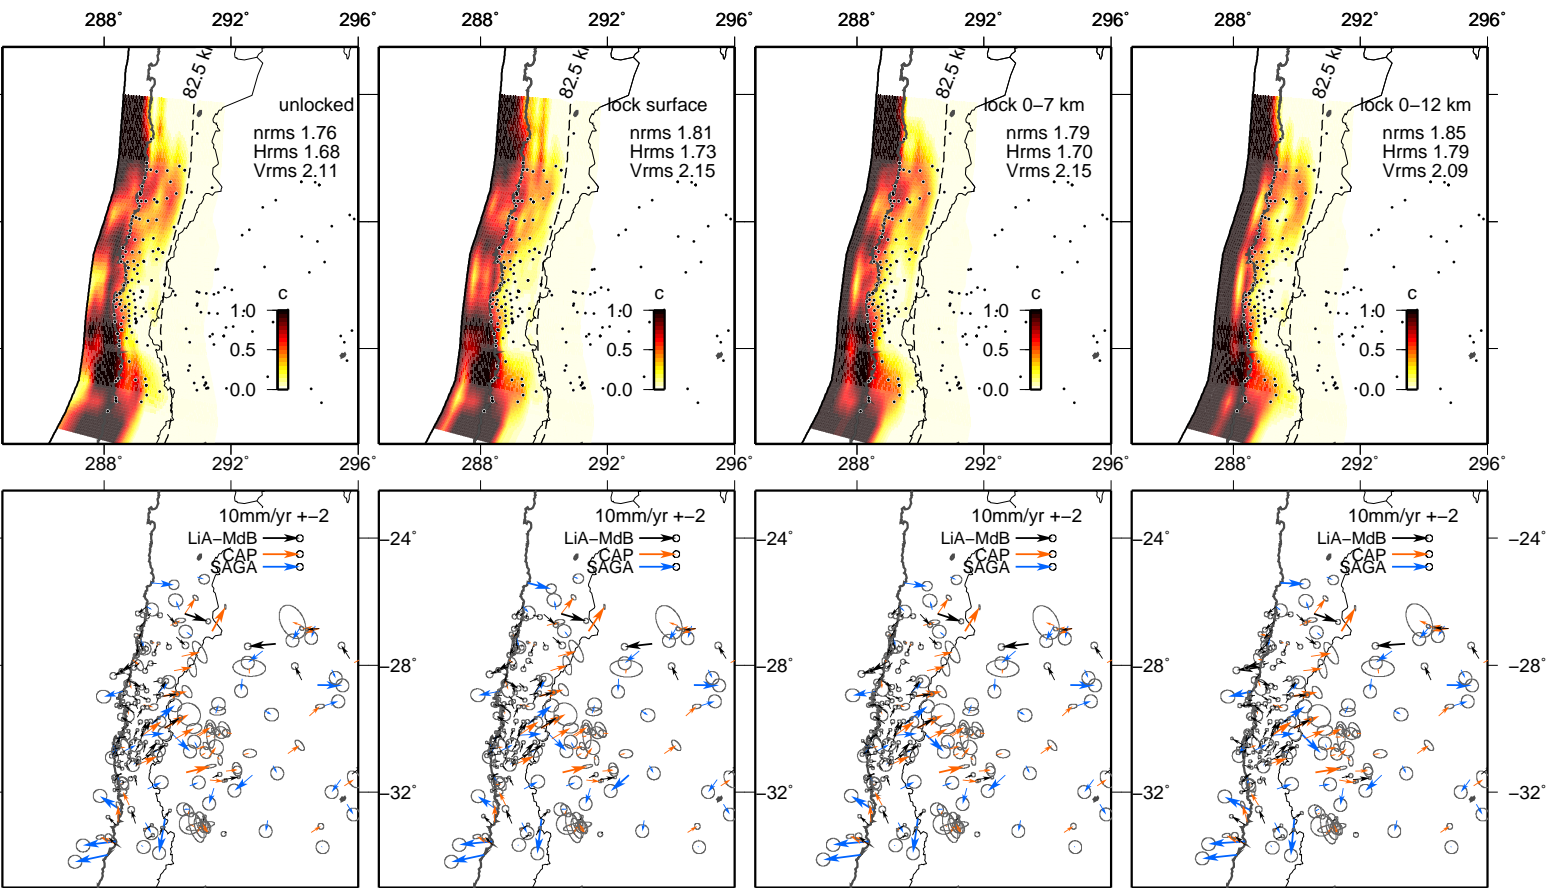 288° 292° 296° 288° 292° 296° 288° 292° 296° 288° 292° 296°
82.5 k
unlocked
nrms 1.76
Hrms 1.68
Vrms 2.11
c
1.0
0.5
0.0
82.5 k
lock surface
nrms 1.81
Hrms 1.73
Vrms 2.15
c
1.0
0.5
0.0
82.5 k
lock 0−7 km
nrms 1.79
Hrms 1.70
Vrms 2.15
c
1.0
0.5
0.0
82.5 k
lock 0−12 km
nrms 1.85
Hrms 1.79
Vrms 2.09
c
1.0
0.5
0.0
288° 292° 296° 288° 292° 296° 288° 292° 296° 288° 292° 296°
10mm/yr +−2
LiA−MdB
CAP
SAGA
−24°
−28°
−32°
10mm/yr +−2
LiA−MdB
CAP
SAGA
−24°
−28°
−32°
10mm/yr +−2
LiA−MdB
CAP
SAGA
−24°
−28°
−32°
10mm/yr +−2
LiA−MdB
CAP
SAGA
−24°
−28°
−32°